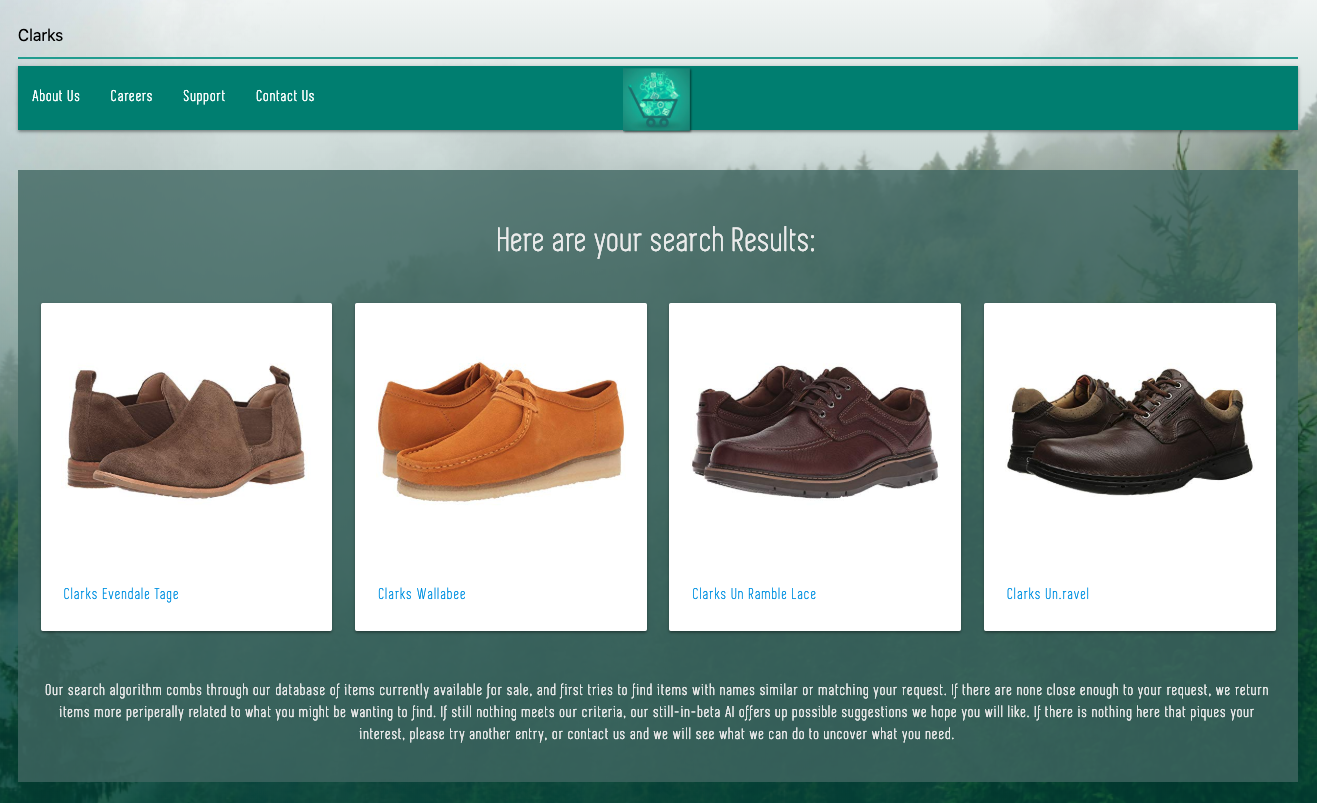 Clarks
About Us Careers Support Contact Us
Here are your search Results:
Clarks Evendale Tage
Clarks Wallabee
Clarks Un Ramble Lace
Clarks Un.ravel
Our search algorithm combs through our database of items currently available for sale, and first tries to find items with names similar or matching your request. If there are none close enough to your request, we return
items more periperally related to what you might be wanting to find. If still nothing meets our criteria, our still-in-beta AI offers up possible suggestions we hope you will like. If there is nothing here that piques your
interest, please try another entry, or contact us and we will see what we can do to uncover what you need.